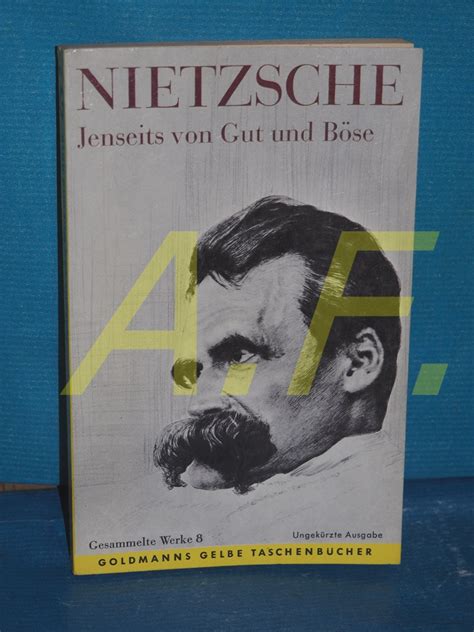 NIETZSCHE
Jenseits von Gut und Böse
A.F.
Gesammelte Werke 8
Ungekürzte Ausgabe
GOLDMANNS GELBE TASCHENBÜCHER